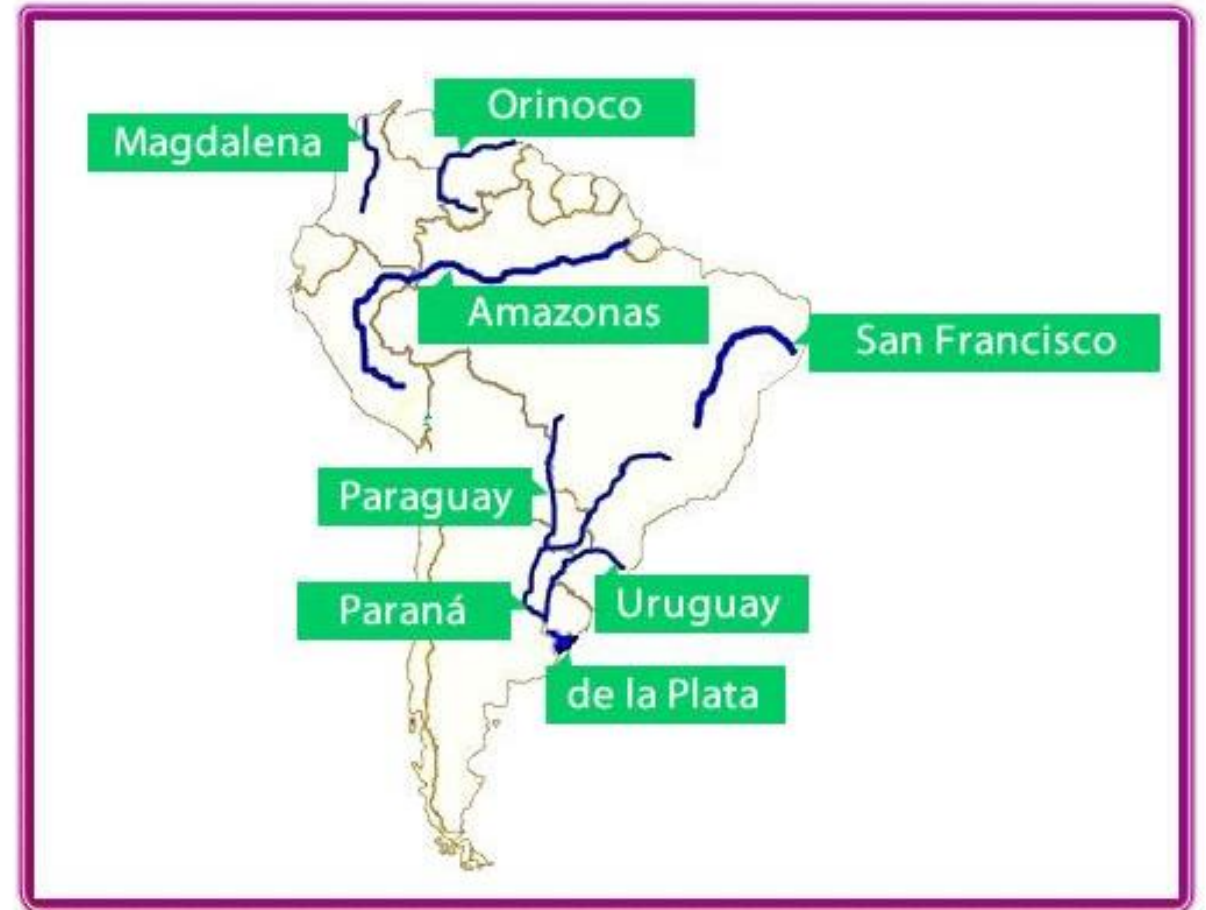 Orinoco
Magdalena
Amazonas
San Francisco
Paraguay
Paraná
Uruguay
de la Plata